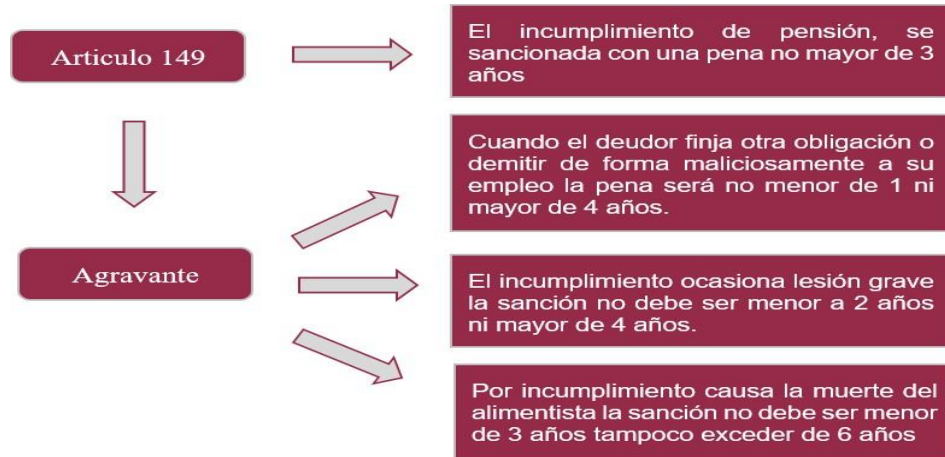 Articulo 149
El incumplimiento de pensión, se
sancionada con una pena no mayor de 3
años
Cuando el deudor finja otra obligación o
demitir de forma maliciosamente a su
empleo la pena será no menor de 1 ni
mayor de 4 años.
Agravante
El incumplimiento ocasiona lesión grave
la sanción no debe ser menor a 2 años
ni mayor de 4 años.
Por incumplimiento causa la muerte del
alimentista la sanción no debe ser menor
de 3 años tampoco exceder de 6 años